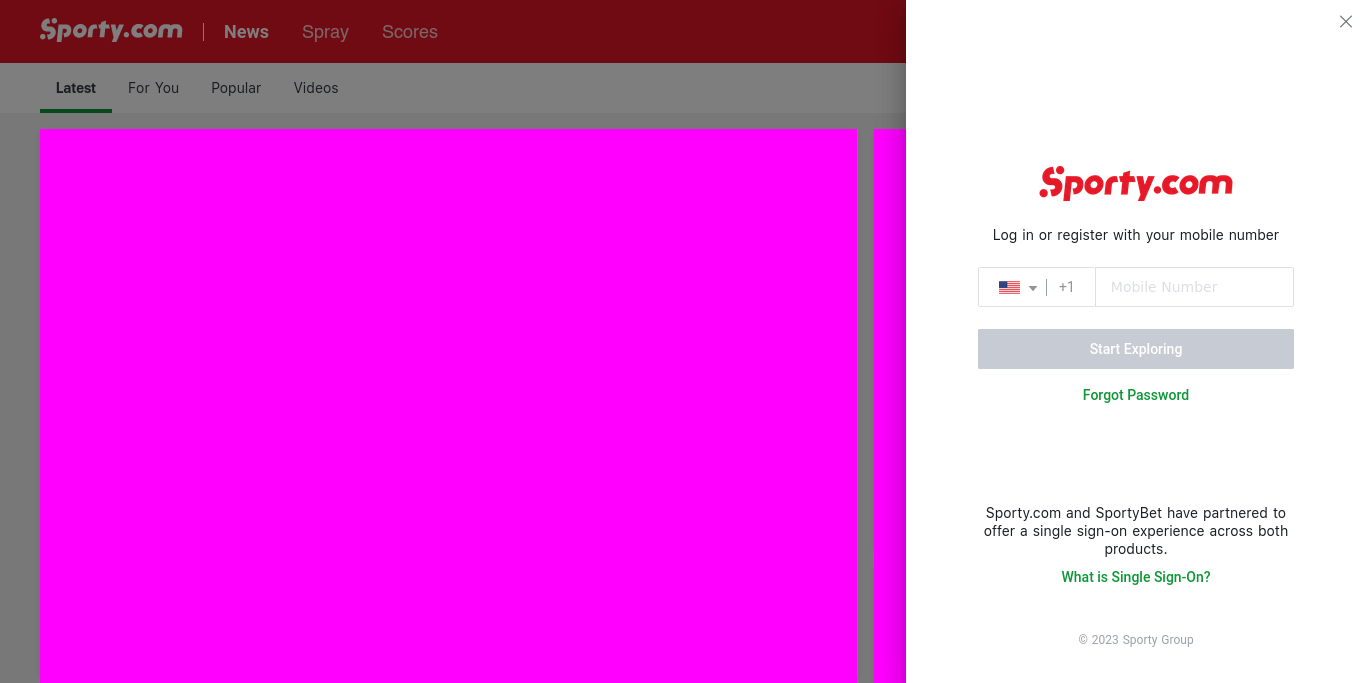 Sporty.com News Spray Scores
Latest For You Popular Videos
Sporty.com
Log in or register with your mobile number
+1 Mobile Number
Start Exploring
Forgot Password
Sporty.com and SportyBet have partnered to
offer a single sign-on experience across both
products.
What is Single Sign-On?
© 2023 Sporty Group